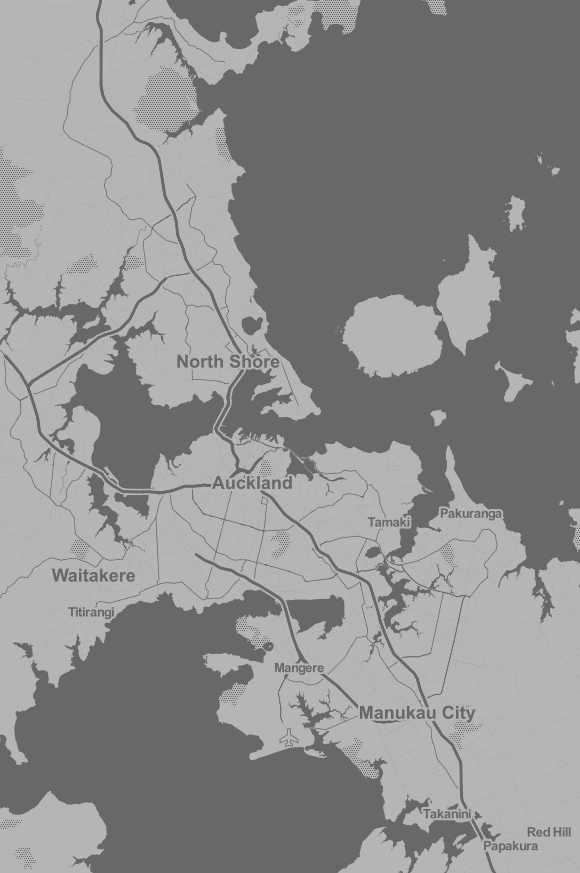 North Shore
Auckland
Pakuranga
Tamaki
Waitakere
Titirangi
Mangere
Manukau City
Takanini
Red Hill
Papakura